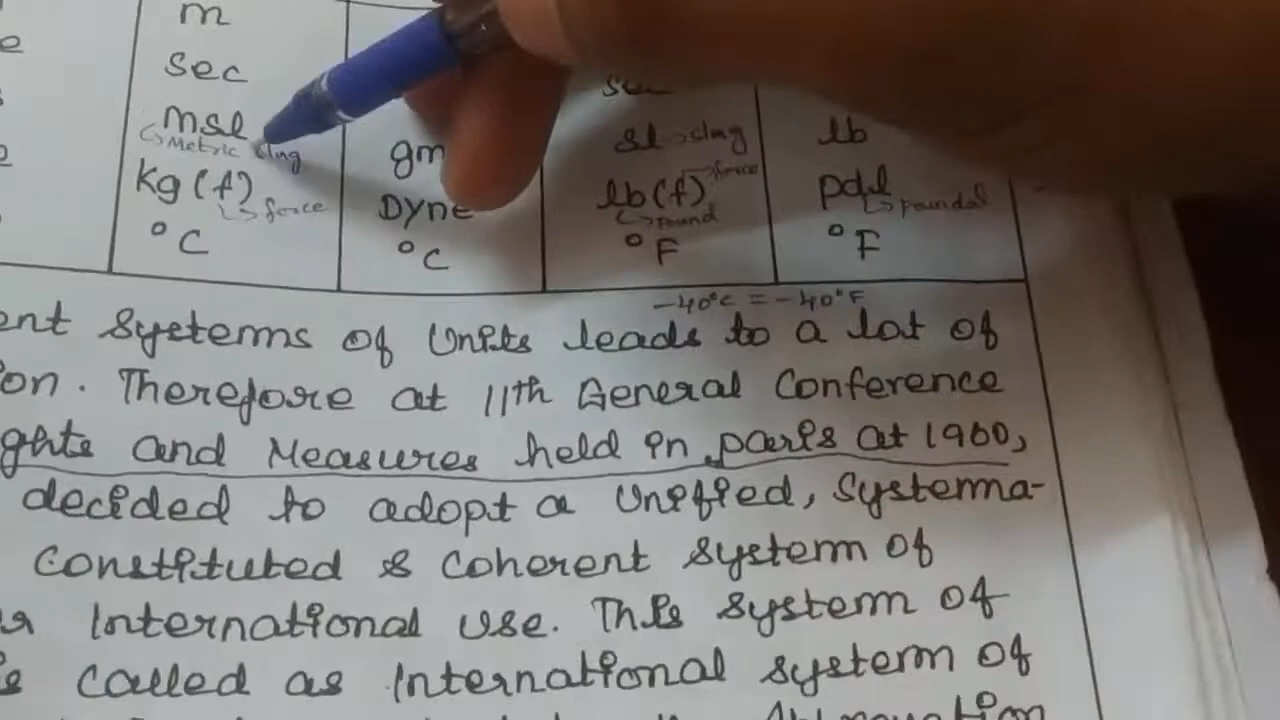 m
sec
msl sl → slug lb
↳ Metric slug gm
kg (f) ↳ force DYNE lb (f) → force ↳ Pound pdl ↳ poundal
°C °C °F °F
-40°C = -40°F
ent systems of Units leads to a lot of
on. Therefore at 11th General Conference
ghts and Measures held in paris at 1960,
decided to adopt a Unified, Systema-
Constituted & coherent system of
International use. This system of
called as International system of